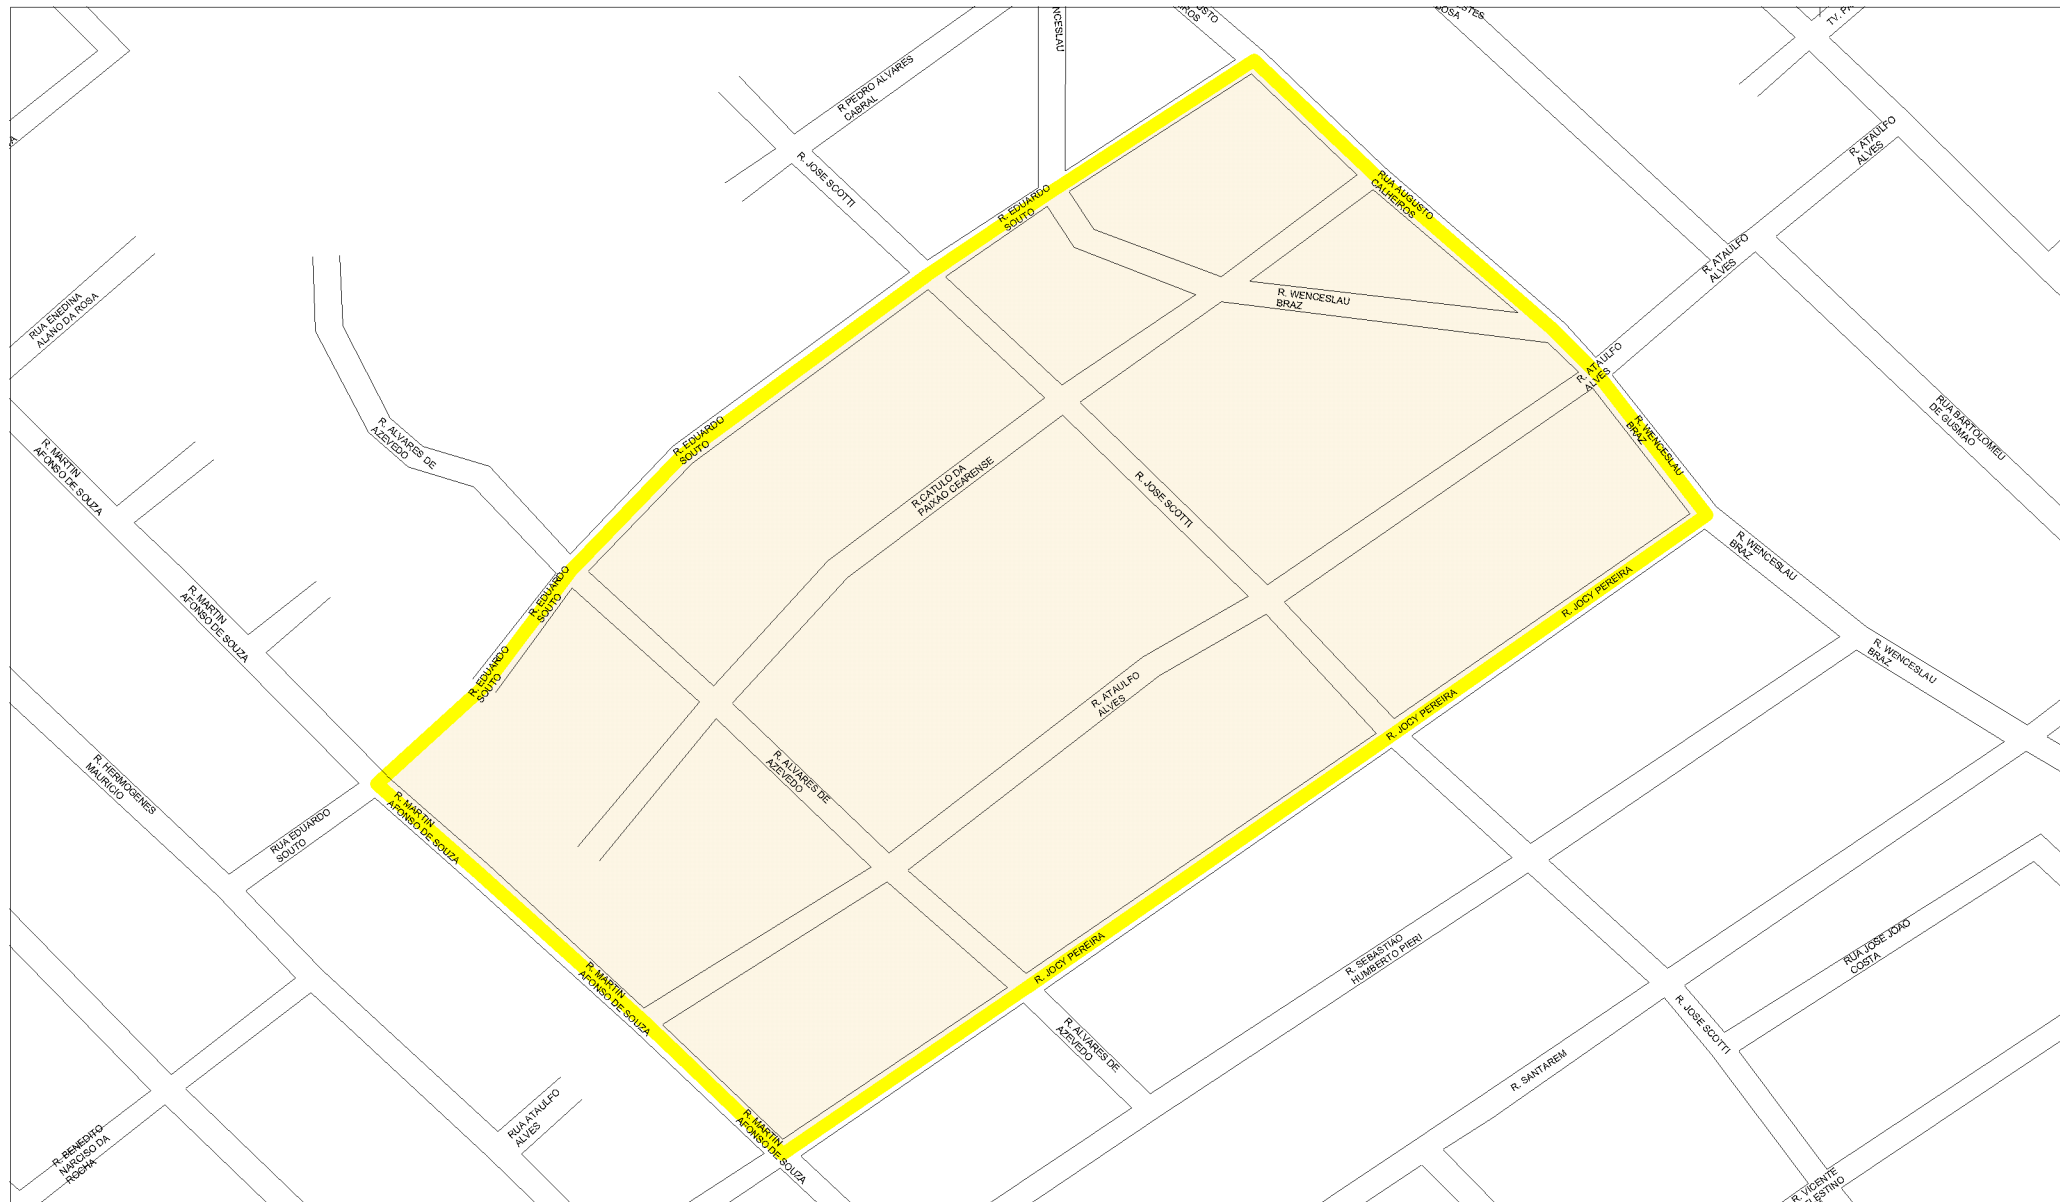 NCESLAU
R PEDRO ALVARES
CABRAL
R. JOSE SCOTTI
R. EDUARDO
SOUTO
RUA AUGUSTO
CALHEIROS
R. ATAULFO
ALVES
R. ATAULFO
ALVES
R. WENCESLAU
BRAZ
RUA ENEDINA
ALANO DA ROSA
R. ATAULFO
ALVES
R. ALVARES DE
AZEVEDO
R. EDUARDO
SOUTO
R. WENCESLAU
BRAZ
RUA BARTOLOMEU
DE GUSMAO
R. MARTIN
AFONSO DE SOUZA
R.CATULO DA
PAIXAO CEARENSE
R. JOSE SCOTTI
R. WENCESLAU
BRAZ
R. EDUARDO
SOUTO
R. JOCY PEREIRA
R. MARTIN
AFONSO DE SOUZA
R. EDUARDO
SOUTO
R. WENCESLAU
BRAZ
R. ATAULFO
ALVES
R. JOCY PEREIRA
R. HERMOGENES
MAURICIO
R. ALVARES DE
AZEVEDO
R. MARTIN
AFONSO DE SOUZA
RUA EDUARDO
SOUTO
R. JOCY PEREIRA
R. SEBASTIAO
HUMBERTO PIERI
RUA JOSE JOAO
COSTA
R. MARTIN
AFONSO DE SOUZA
R. ALVARES DE
AZEVEDO
R. JOSE SCOTTI
R. SANTAREM
RUA ATAULFO
ALVES
R. MARTIN
AFONSO DE SOUZA
R. BENEDITO
NARCISO DA
ROCHA
R. VICENTE